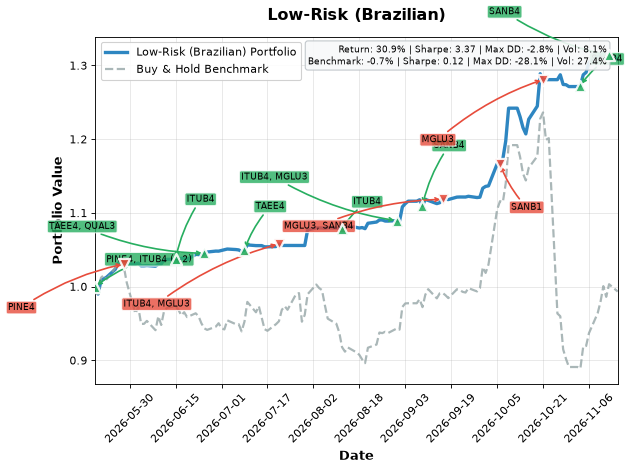 Low-Risk (Brazilian)
SANB4
Low-Risk (Brazilian) Portfolio
Buy & Hold Benchmark
Return: 30.9% | Sharpe: 3.37 | Max DD: -2.8% | Vol: 8.1%
Benchmark: -0.7% | Sharpe: 0.12 | Max DD: -28.1% | Vol: 27.4%
1.3
1.2
1.1
1.0
0.9
Portfolio Value
MGLU3
SANB4
ITUB4, MGLU3
ITUB4
ITUB4
TAEE4
SANB1
TAEE4, QUAL3
MGLU3, SANB4
ITUB4, MGLU3
PINE4
2026-05-30
2026-06-15
2026-07-01
2026-07-17
2026-08-02
2026-08-18
2026-09-03
2026-09-19
2026-10-05
2026-10-21
2026-11-06
Date